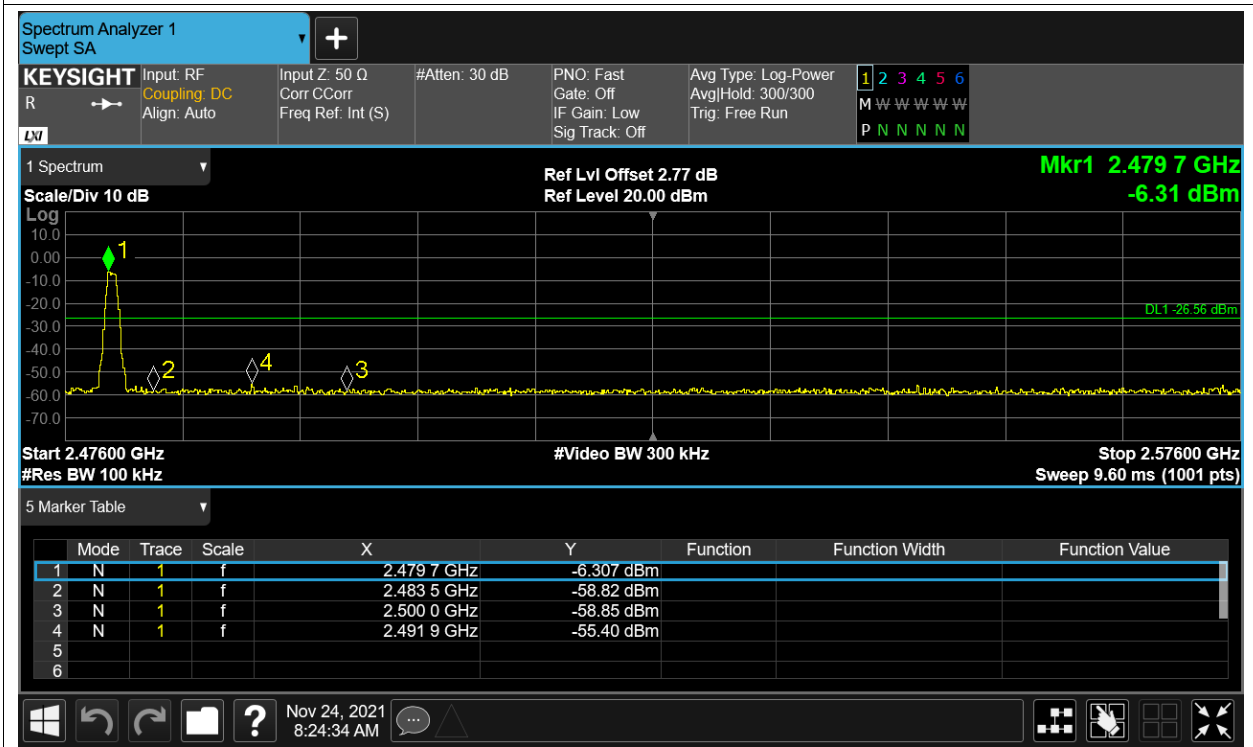 Spectrum Analyzer 1
Swept SA
+
KEYSIGHT Input: RF Input Z: 50 Ω #Atten: 30 dB PNO: Fast Avg Type: Log-Power 1 2 3 4 5 6
R Coupling: DC Corr CCorr Gate: Off Avg|Hold: 300/300 M W W W W W
Align: Auto Freq Ref: Int (S) IF Gain: Low Trig: Free Run
LXI Sig Track: Off P N N N N N
1 Spectrum Ref Lvl Offset 2.77 dB Mkr1 2.479 7 GHz
Scale/Div 10 dB Ref Level 20.00 dBm -6.31 dBm
Log
10.0
1
0.00
-10.0
-20.0
DL1 -26.56 dBm
-30.0
-40.0
2 4 3
-50.0
-60.0
-70.0
Start 2.47600 GHz #Video BW 300 kHz Stop 2.57600 GHz
#Res BW 100 kHz Sweep 9.60 ms (1001 pts)
5 Marker Table
Mode Trace Scale X Y Function Function Width Function Value
1 N 1 f 2.479 7 GHz -6.307 dBm
2 N 1 f 2.483 5 GHz -58.82 dBm
3 N 1 f 2.500 0 GHz -58.85 dBm
4 N 1 f 2.491 9 GHz -55.40 dBm
5
6
? Nov 24, 2021
8:24:34 AM